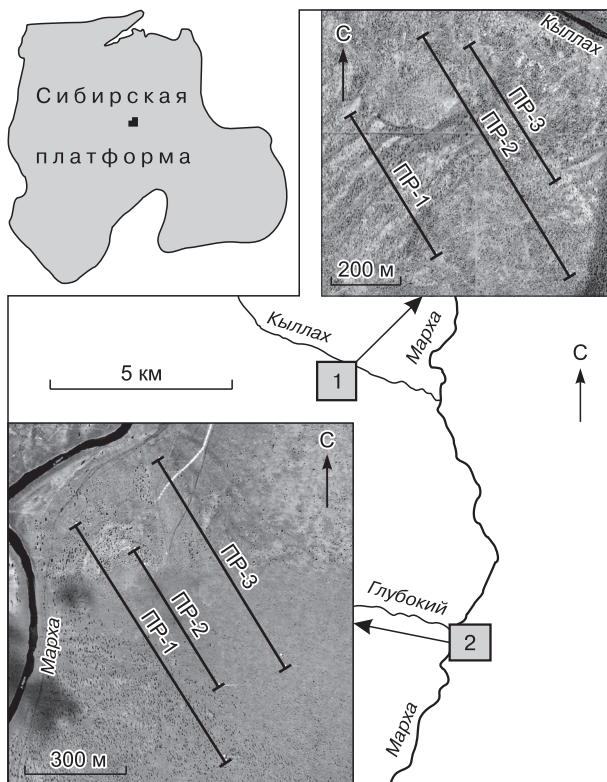 Сибирская
платформа
Кыллах
С
ПР-3
ПР-2
ПР-1
200 м
Кыллах
Марха
С
5 км
1
С
ПР-3
ПР-2
ПР-1
Марха
300 м
Глубокий
2
Марха